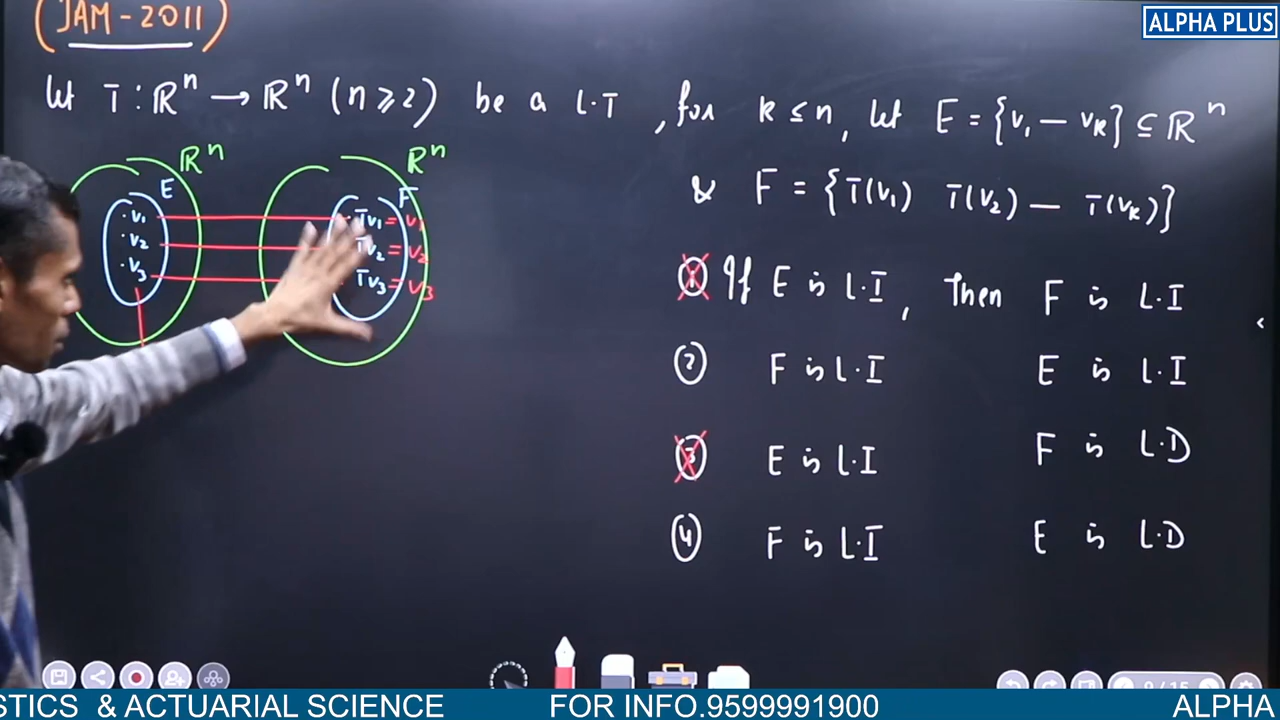 (JAM - 2011)
ALPHA PLUS
Let T : ℝⁿ → ℝⁿ (n ≥ 2) be a L.T , for k ≤ n, let E = {v₁ — vₖ} ⊆ ℝⁿ
& F = {T(v₁) T(v₂) — T(vₖ)}
ℝⁿ ℝⁿ
E F
·v₁ Tv₁ = v₁
·v₂ Tv₂ = v₂
·v₃ Tv₃ = v₃
① If E is L.I , Then F is L.I
② F is L.I E is L.I
③ E is L.I F is L.D
④ F is L.I E is L.D
STICS & ACTUARIAL SCIENCE FOR INFO.9599991900 ALPHA